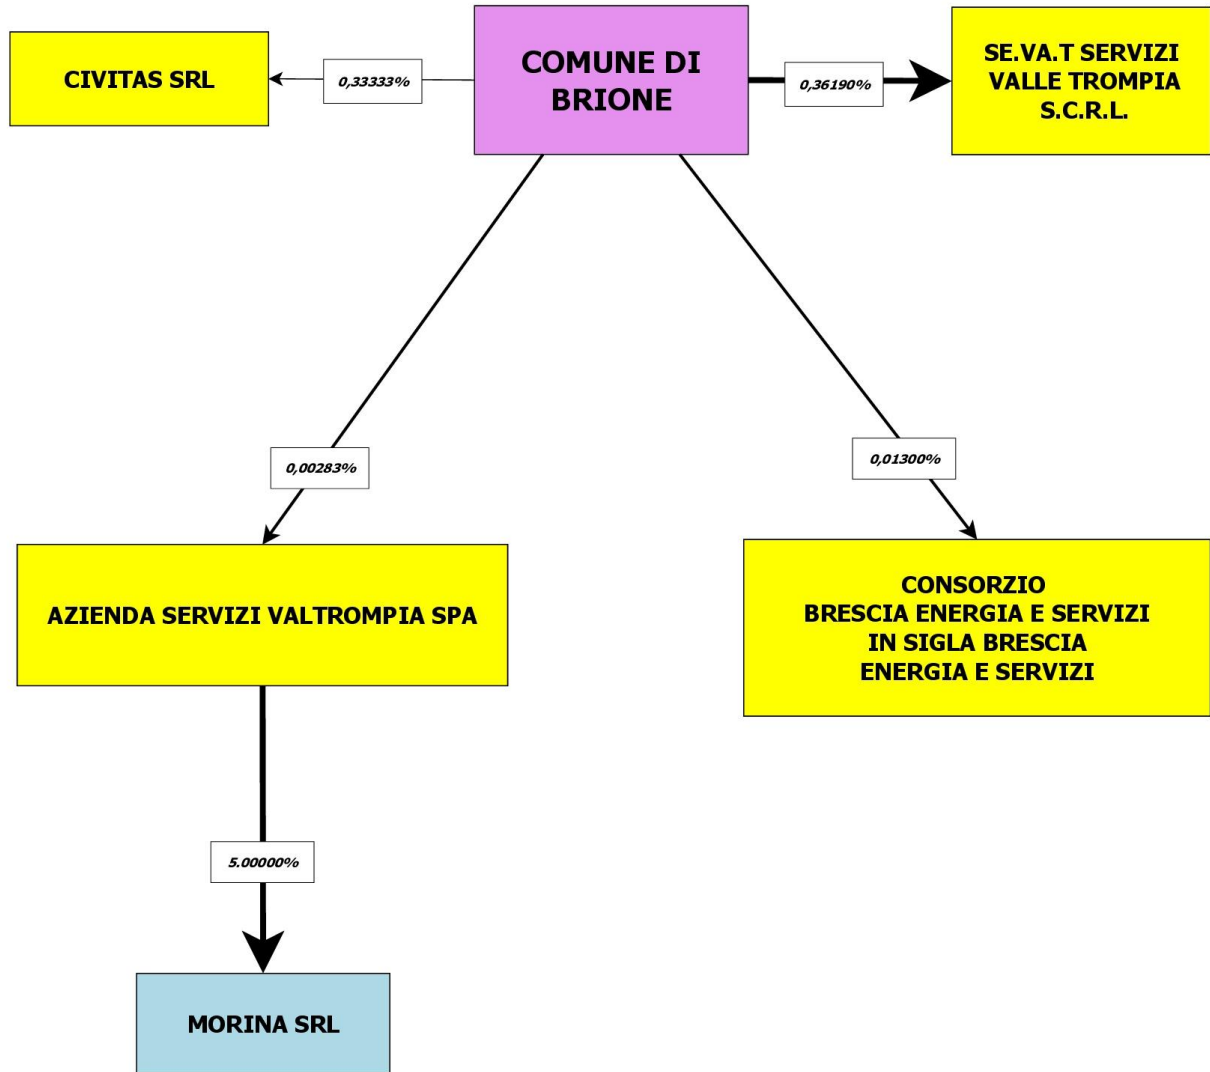 CIVITAS SRL
0,33333%
COMUNE DI
BRIONE
0,36190%
SE.VA.T SERVIZI
VALLE TROMPIA
S.C.R.L.
0,00283%
0,01300%
AZIENDA SERVIZI VALTROMPIA SPA
CONSORZIO
BRESCIA ENERGIA E SERVIZI
IN SIGLA BRESCIA
ENERGIA E SERVIZI
5.00000%
MORINA SRL